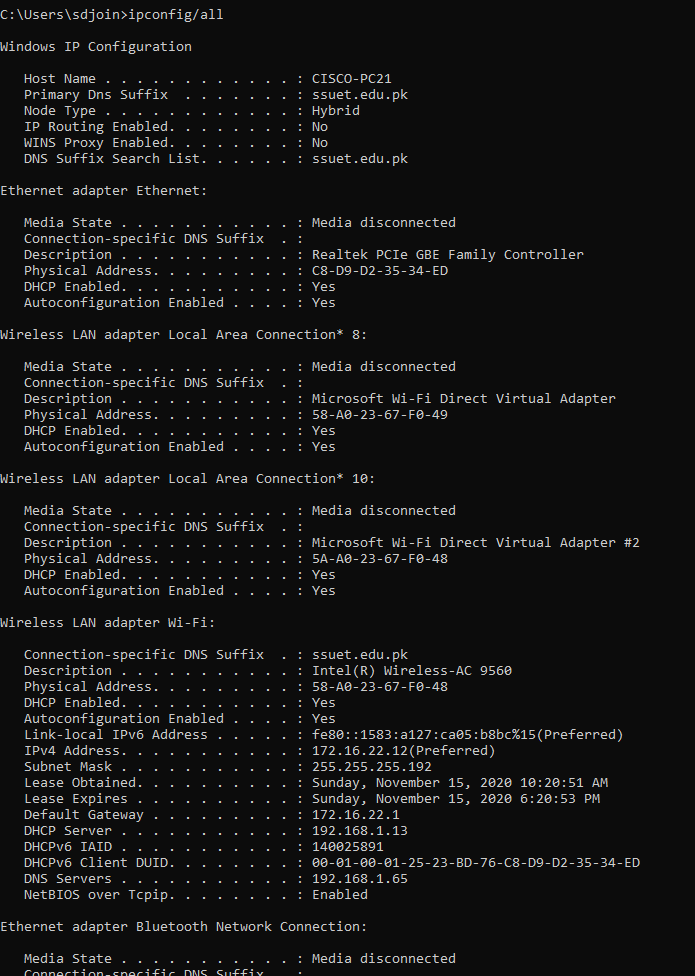 C:\Users\sdjoin>ipconfig/all
Windows IP Configuration
Host Name . . . . . . . . . . . . : CISCO-PC21
Primary Dns Suffix  . . . . . . . : ssuet.edu.pk
Node Type . . . . . . . . . . . . : Hybrid
IP Routing Enabled. . . . . . . . : No
WINS Proxy Enabled. . . . . . . . : No
DNS Suffix Search List. . . . . . : ssuet.edu.pk
Ethernet adapter Ethernet:
Media State . . . . . . . . . . . : Media disconnected
Connection-specific DNS Suffix  . :
Description . . . . . . . . . . . : Realtek PCIe GBE Family Controller
Physical Address. . . . . . . . . : C8-D9-D2-35-34-ED
DHCP Enabled. . . . . . . . . . . : Yes
Autoconfiguration Enabled . . . . : Yes
Wireless LAN adapter Local Area Connection* 8:
Media State . . . . . . . . . . . : Media disconnected
Connection-specific DNS Suffix  . :
Description . . . . . . . . . . . : Microsoft Wi-Fi Direct Virtual Adapter
Physical Address. . . . . . . . . : 58-A0-23-67-F0-49
DHCP Enabled. . . . . . . . . . . : Yes
Autoconfiguration Enabled . . . . : Yes
Wireless LAN adapter Local Area Connection* 10:
Media State . . . . . . . . . . . : Media disconnected
Connection-specific DNS Suffix  . :
Description . . . . . . . . . . . : Microsoft Wi-Fi Direct Virtual Adapter #2
Physical Address. . . . . . . . . : 5A-A0-23-67-F0-48
DHCP Enabled. . . . . . . . . . . : Yes
Autoconfiguration Enabled . . . . : Yes
Wireless LAN adapter Wi-Fi:
Connection-specific DNS Suffix  . : ssuet.edu.pk
Description . . . . . . . . . . . : Intel(R) Wireless-AC 9560
Physical Address. . . . . . . . . : 58-A0-23-67-F0-48
DHCP Enabled. . . . . . . . . . . : Yes
Autoconfiguration Enabled . . . . : Yes
Link-local IPv6 Address . . . . . : fe80::1583:a127:ca05:b8bc%15(Preferred)
IPv4 Address. . . . . . . . . . . : 172.16.22.12(Preferred)
Subnet Mask . . . . . . . . . . . : 255.255.255.192
Lease Obtained. . . . . . . . . . : Sunday, November 15, 2020 10:20:51 AM
Lease Expires . . . . . . . . . . : Sunday, November 15, 2020 6:20:53 PM
Default Gateway . . . . . . . . . : 172.16.22.1
DHCP Server . . . . . . . . . . . : 192.168.1.13
DHCPv6 IAID . . . . . . . . . . . : 140025891
DHCPv6 Client DUID. . . . . . . . : 00-01-00-01-25-23-BD-76-C8-D9-D2-35-34-ED
DNS Servers . . . . . . . . . . . : 192.168.1.65
NetBIOS over Tcpip. . . . . . . . : Enabled
Ethernet adapter Bluetooth Network Connection:
Media State . . . . . . . . . . . : Media disconnected
Connection-specific DNS Suffix  . :